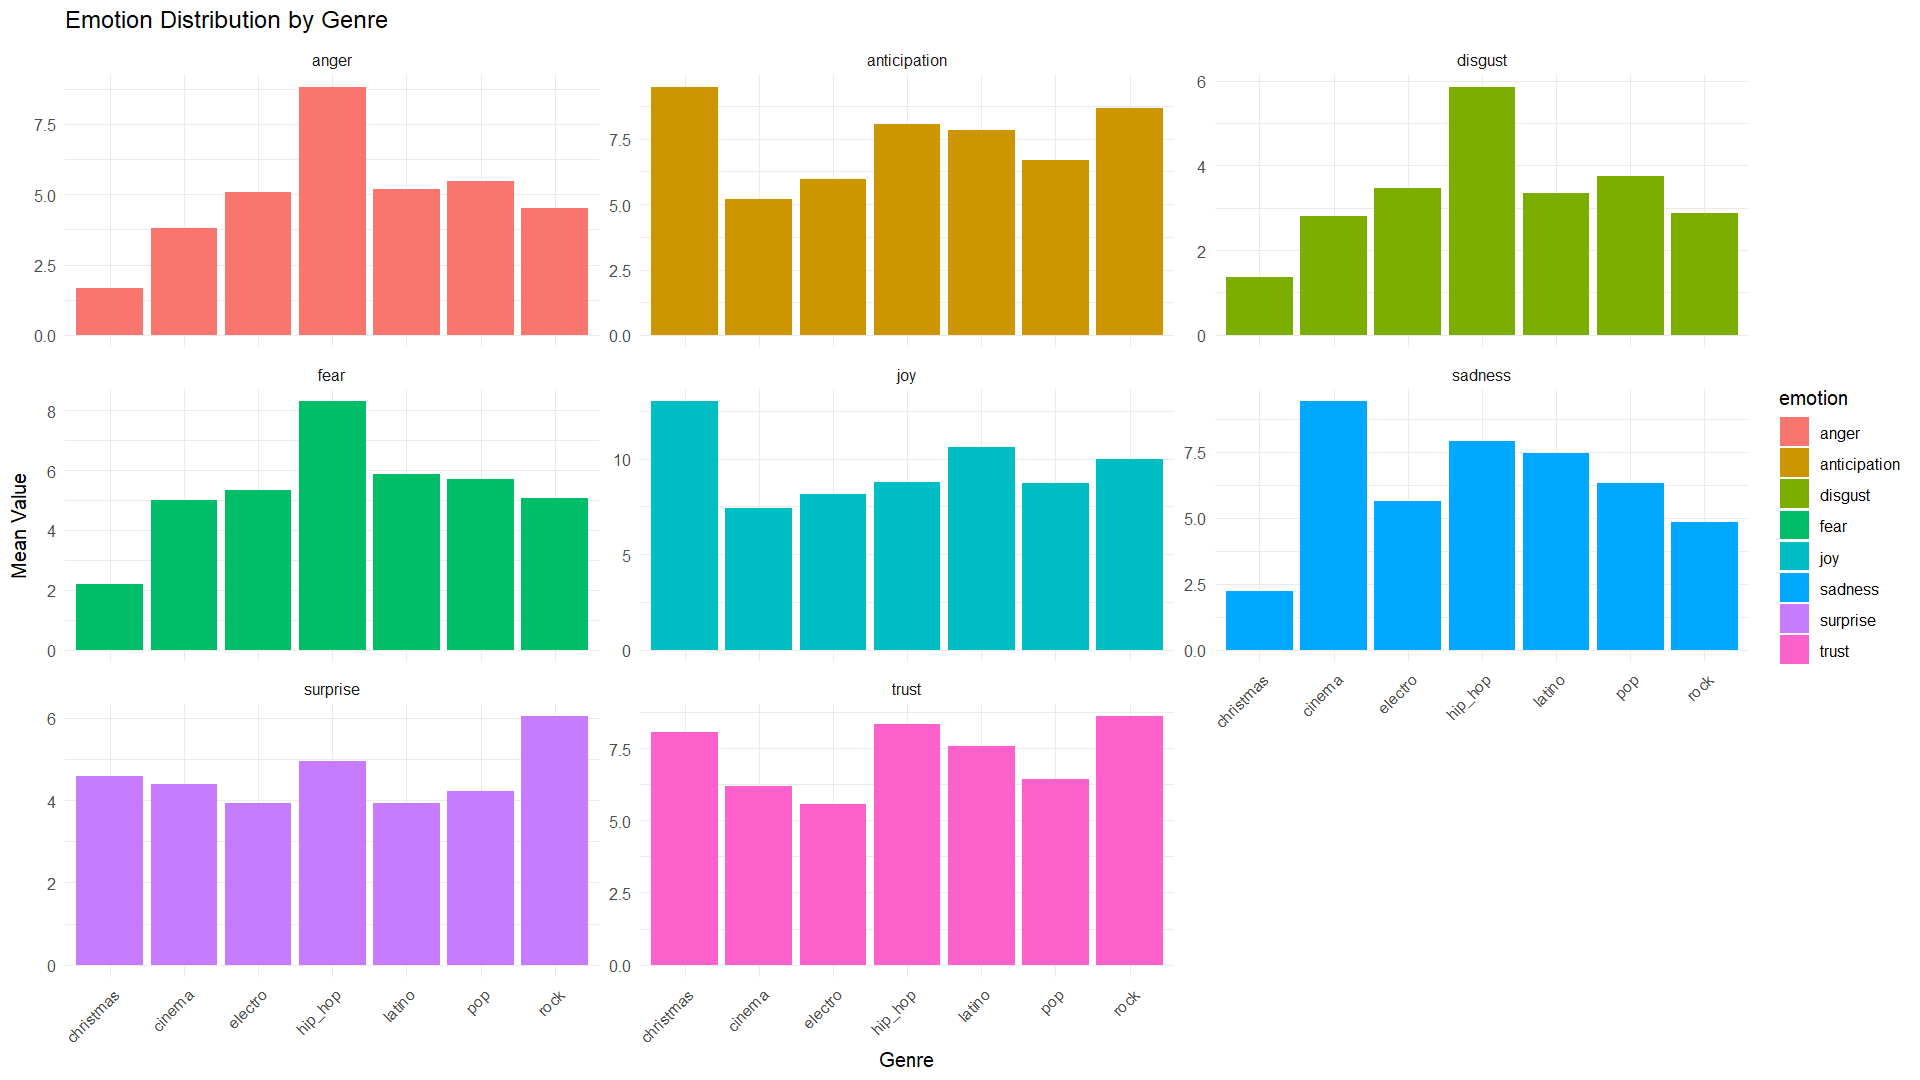 Emotion Distribution by Genre
anger
anticipation
disgust
7.5
5.0
2.5
0.0
7.5
5.0
2.5
0.0
6
4
2
0
fear
joy
sadness
8
6
4
2
0
10
5
0
7.5
5.0
2.5
0.0
christmas
cinema
electro
hip_hop
latino
pop
rock
surprise
trust
6
4
2
0
7.5
5.0
2.5
0.0
christmas
cinema
electro
hip_hop
latino
pop
rock
christmas
cinema
electro
hip_hop
latino
pop
rock
Mean Value
Genre
emotion
anger
anticipation
disgust
fear
joy
sadness
surprise
trust